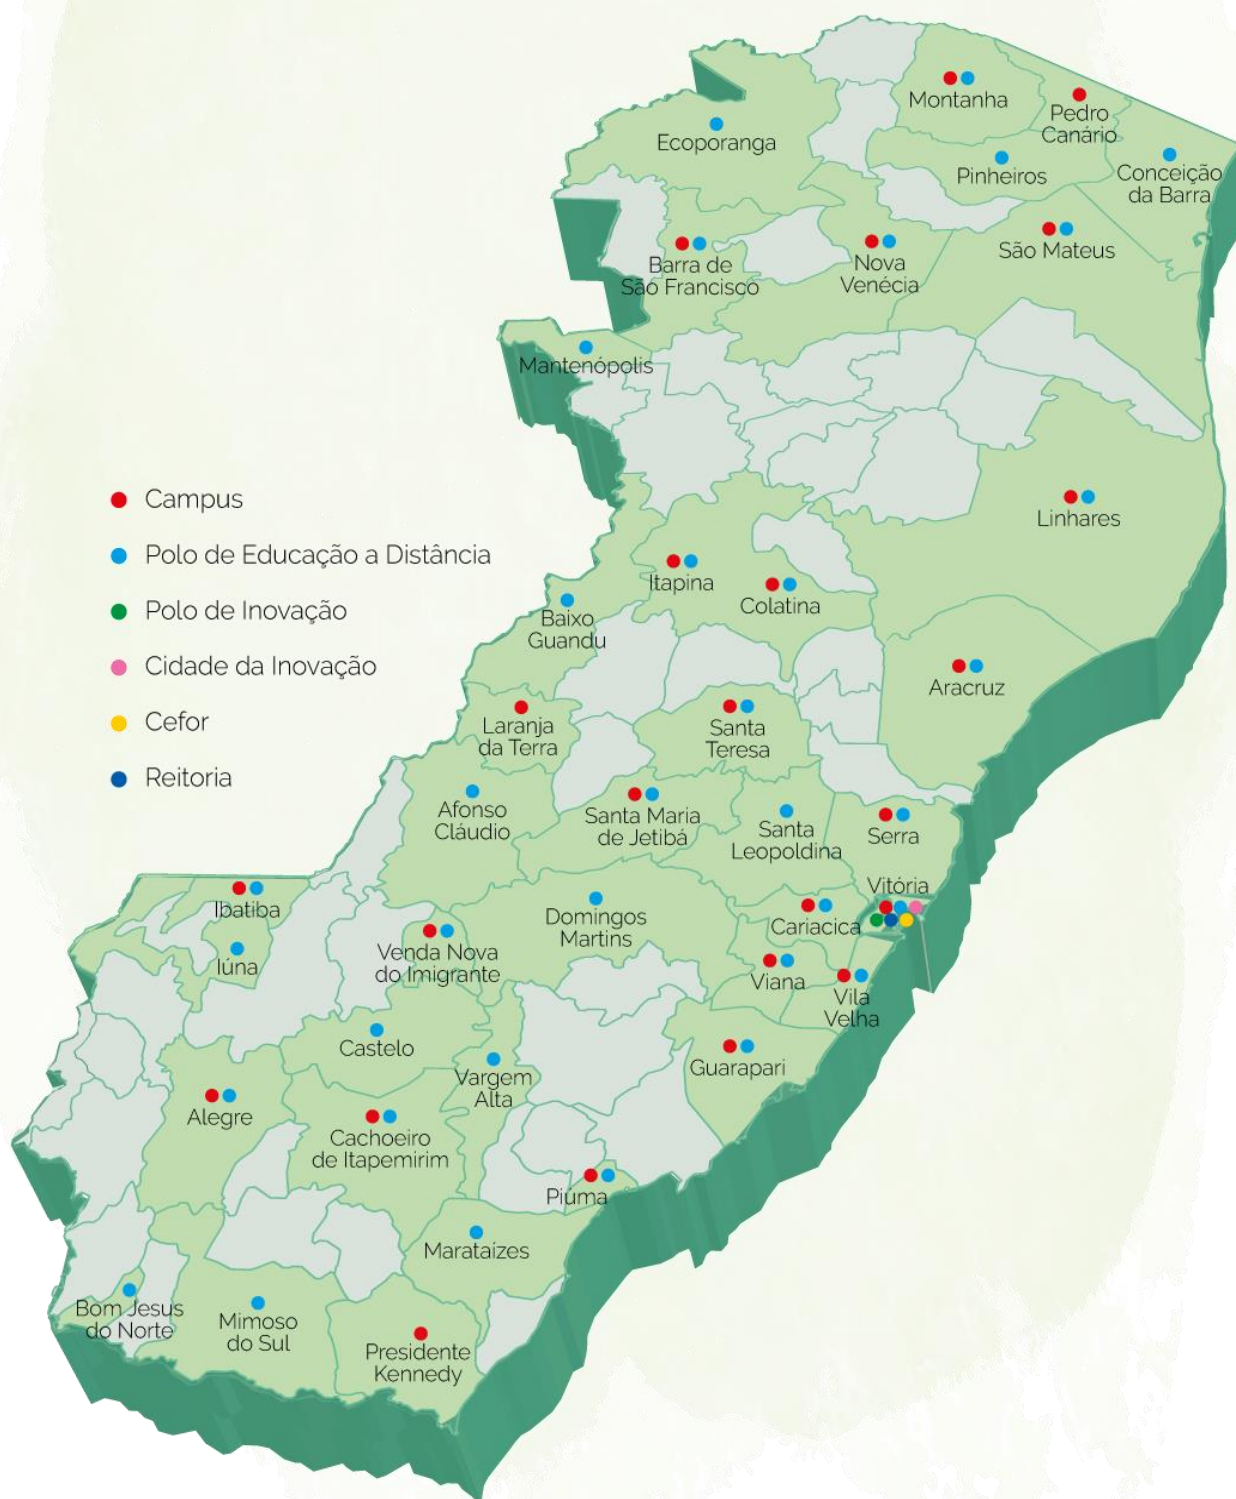 Montanha
Pedro
Canário
Ecoporanga
Pinheiros
Conceição
da Barra
São Mateus
Barra de
São Francisco
Nova
Venécia
Mantenópolis
Campus
Polo de Educação a Distância
Polo de Inovação
Cidade da Inovação
Cefor
Reitoria
Linhares
Itapina
Colatina
Baixo
Guandu
Aracruz
Laranja
da Terra
Santa
Teresa
Afonso
Cláudio
Santa Maria
de Jetibá
Santa
Leopoldina
Serra
Vitória
Ibatiba
Domingos
Martins
Cariacica
Iúna
Venda Nova
do Imigrante
Viana
Vila
Velha
Castelo
Vargem
Alta
Guarapari
Alegre
Cachoeiro
de Itapemirim
Piúma
Marataízes
Bom Jesus
do Norte
Mimoso
do Sul
Presidente
Kennedy